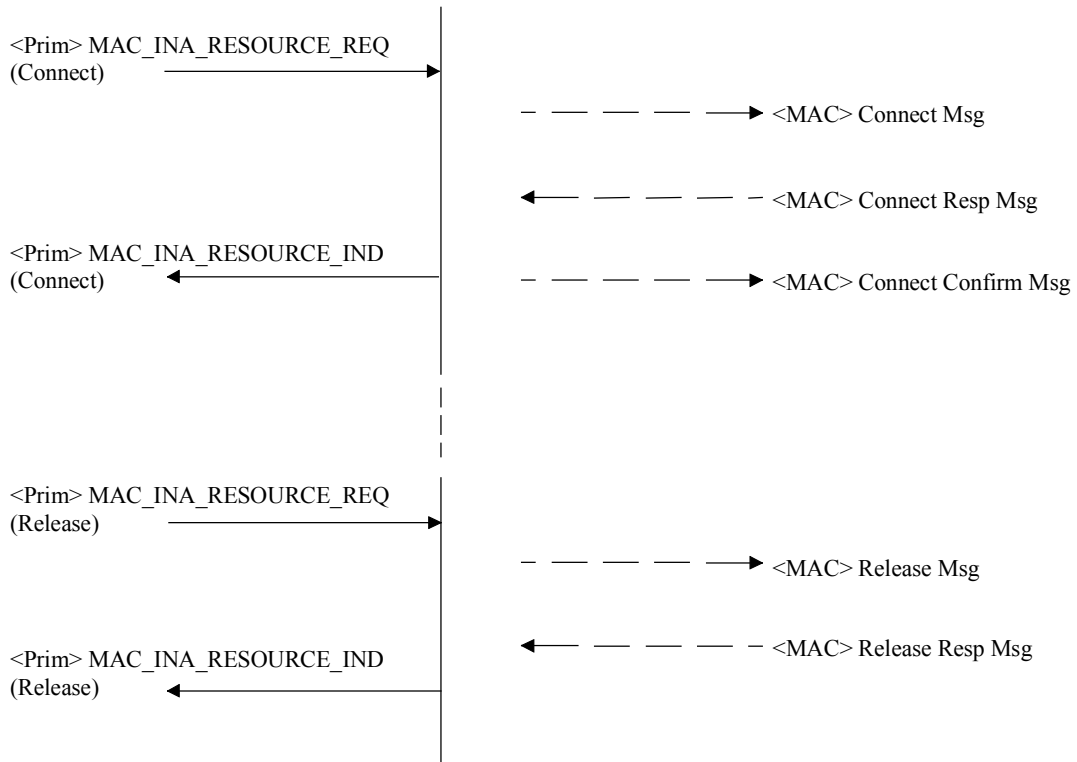 <Prim> MAC_INA_RESOURCE_REQ
(Connect)
<MAC> Connect Msg
<MAC> Connect Resp Msg
<Prim> MAC_INA_RESOURCE_IND
(Connect)
<MAC> Connect Confirm Msg
<Prim> MAC_INA_RESOURCE_REQ
(Release)
<MAC> Release Msg
<MAC> Release Resp Msg
<Prim> MAC_INA_RESOURCE_IND
(Release)